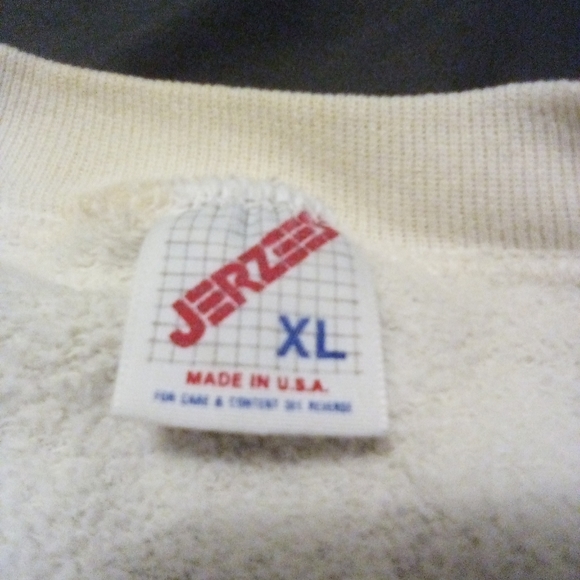 JERZEES
XL
MADE IN U.S.A.
FOR CARE & CONTENT SEE REVERSE